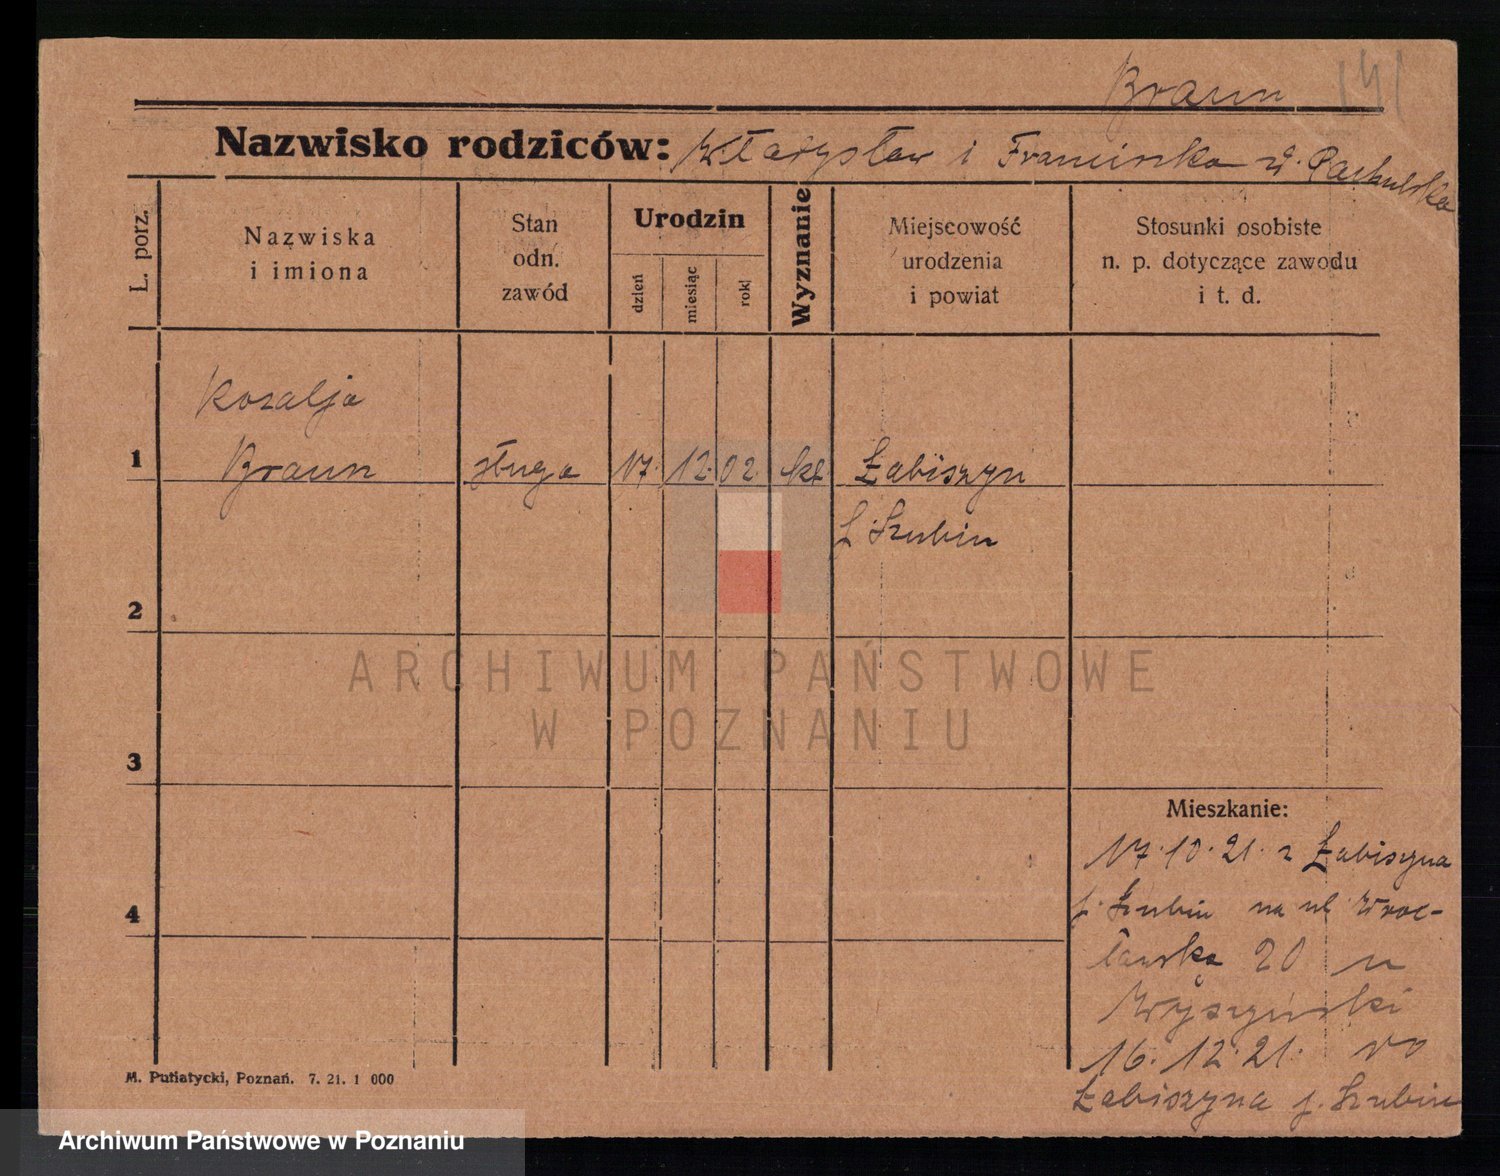 Braun 141
Nazwisko rodziców: Władysław i Franciszka z. Pachulska
L. porz.
Nazwiska
i imiona
Stan
odn.
zawód
Urodzin
dzień
miesiąc
rok
Wyznanie
Miejscowość
urodzenia
i powiat
Stosunki osobiste
n. p. dotyczące zawodu
i t. d.
Rozalja
1 Braun sługa 17. 12. 02 kt Łabiszyn
Szubin
2
ARCHIWUM PAŃSTWOWE
W POZNANIU
3
Mieszkanie:
17.10.21. z Łabiszyna
p. Szubin na ul Wroc-
4
ławską 20 u
Wyszyński
16.12.21. do
Łabiszyna p. Szubin
M. Putiatycki, Poznań. 7. 21. 1 000
Archiwum Państwowe w Poznaniu